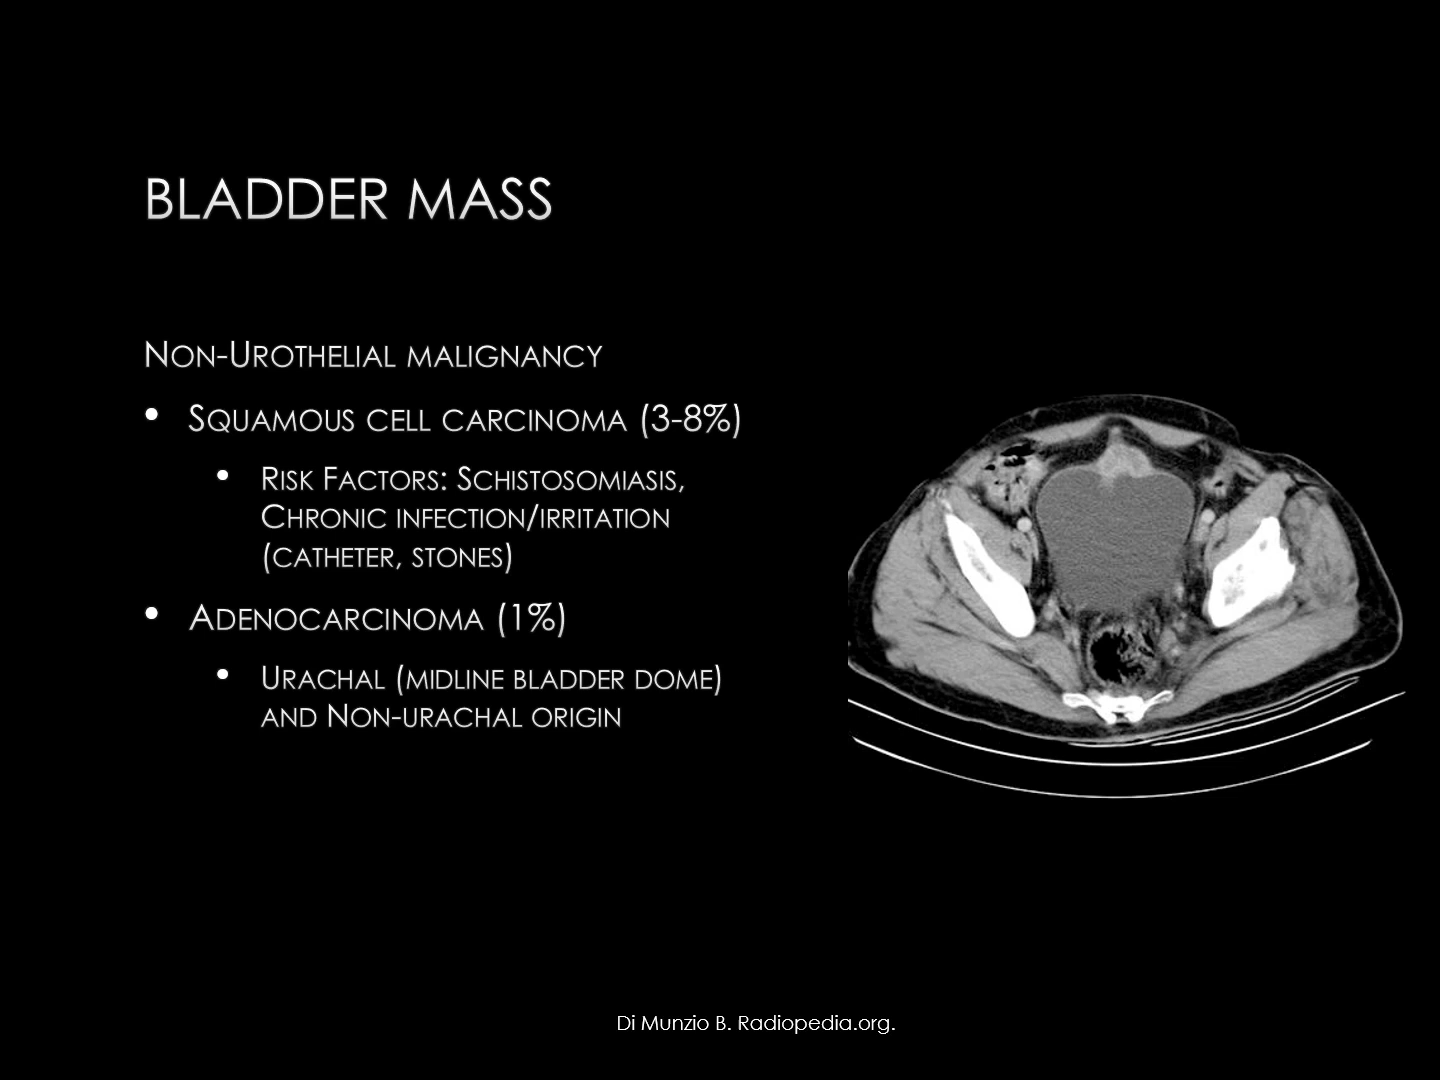 BLADDER MASS
NON-UROTHELIAL MALIGNANCY
• SQUAMOUS CELL CARCINOMA (3-8%)
• RISK FACTORS: SCHISTOSOMIASIS,
CHRONIC INFECTION/IRRITATION
(CATHETER, STONES)
• ADENOCARCINOMA (1%)
• URACHAL (MIDLINE BLADDER DOME)
AND NON-URACHAL ORIGIN
Di Munzio B. Radiopedia.org.